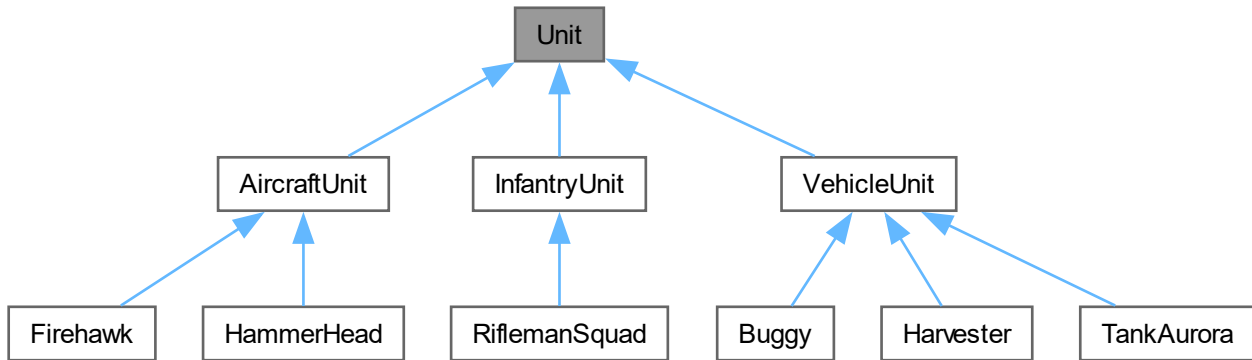 Unit
AircraftUnit
InfantryUnit
VehicleUnit
Firehawk
HammerHead
RiflemanSquad
Buggy
Harvester
TankAurora